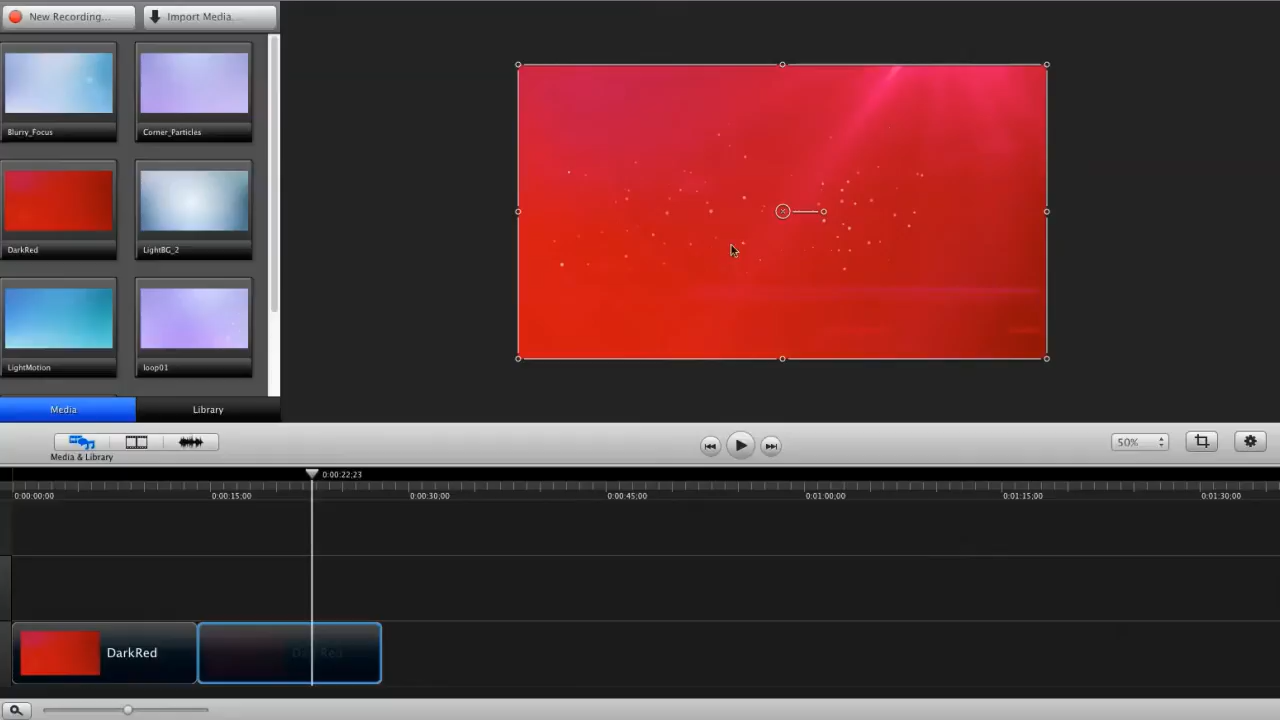 New Recording...
Import Media...
Blurry_Focus
Corner_Particles
DarkRed
LightBG_2
LightMotion
loop01
Media
Library
Media & Library
50%
0:00:22;23
0:00:00;00
0:00:15;00
0:00:30;00
0:00:45;00
0:01:00;00
0:01:15;00
0:01:30;00
DarkRed
DarkRed